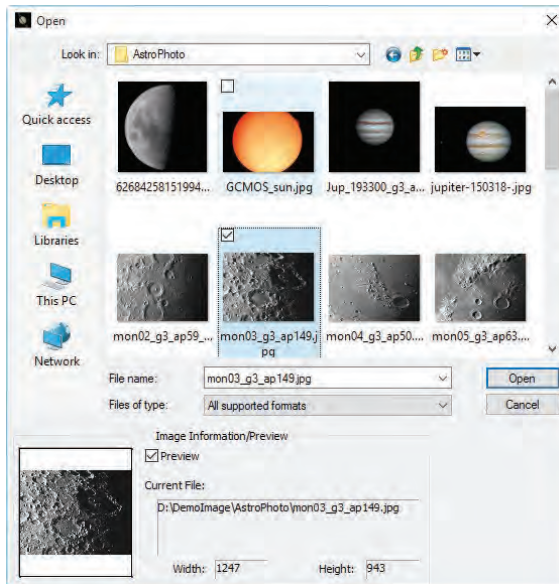 Open
Look in: AstroPhoto
Quick access
Desktop
Libraries
This PC
Network
62684258151994... GCMOS_sun.jpg Jup_193300_g3_a... jupiter-150318-.jpg
mon02_g3_ap59_... mon03_g3_ap149.j mon04_g3_ap50.... mon05_g3_ap63....
pg
File name: mon03_g3_ap149.jpg Open
Files of type: All supported formats Cancel
Image Information/Preview
Preview
Current File:
D:\DemoImage\AstroPhoto\mon03_g3_ap149.jpg
Width: 1247 Height: 943